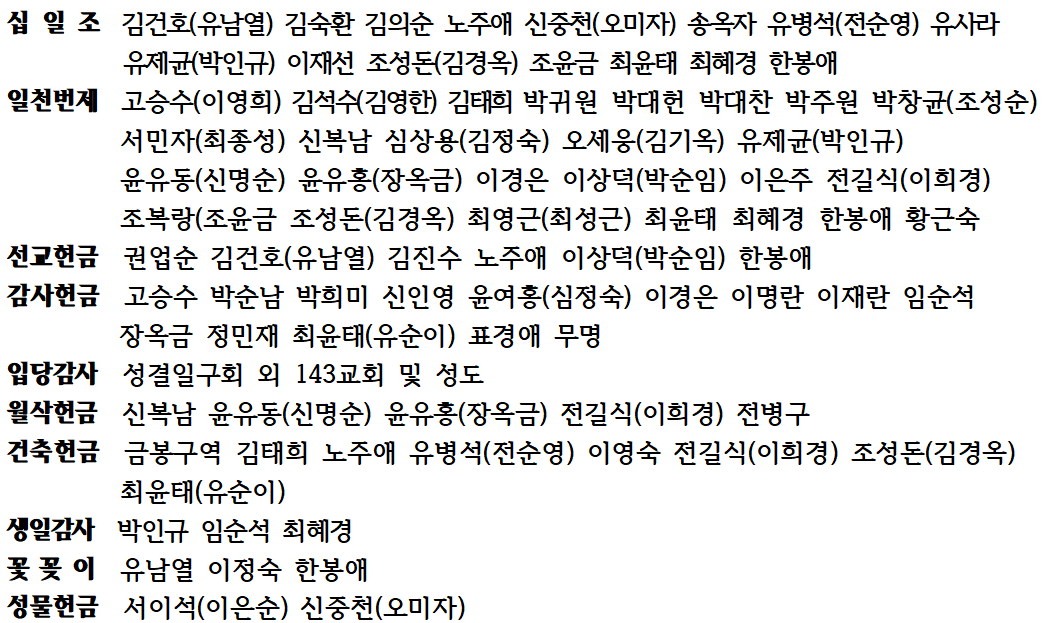 십 일 조 김건호(유남열) 김숙환 김의순 노주애 신중천(오미자) 송옥자 유병석(전순영) 유사라
유제균(박인규) 이재선 조성돈(김경옥) 조윤금 최윤태 최혜경 한봉애
일천번제 고승수(이영희) 김석수(김영한) 김태희 박귀원 박대헌 박대찬 박주원 박창균(조성순)
서민자(최종성) 신복남 심상용(김정숙) 오세웅(김기옥) 유제균(박인규)
윤유동(신명순) 윤유홍(장옥금) 이경은 이상덕(박순임) 이은주 전길식(이희경)
조복랑(조윤금 조성돈(김경옥) 최영근(최성근) 최윤태 최혜경 한봉애 황근숙
선교헌금 권업순 김건호(유남열) 김진수 노주애 이상덕(박순임) 한봉애
감사헌금 고승수 박순남 박희미 신인영 윤여홍(심정숙) 이경은 이명란 이재란 임순석
장옥금 정민재 최윤태(유순이) 표경애 무명
입당감사 성결일구회 외 143교회 및 성도
월삭헌금 신복남 윤유동(신명순) 윤유홍(장옥금) 전길식(이희경) 전병구
건축헌금 금봉구역 김태희 노주애 유병석(전순영) 이영숙 전길식(이희경) 조성돈(김경옥)
최윤태(유순이)
생일감사 박인규 임순석 최혜경
꽃 꽂 이 유남열 이정숙 한봉애
성물헌금 서이석(이은순) 신중천(오미자)